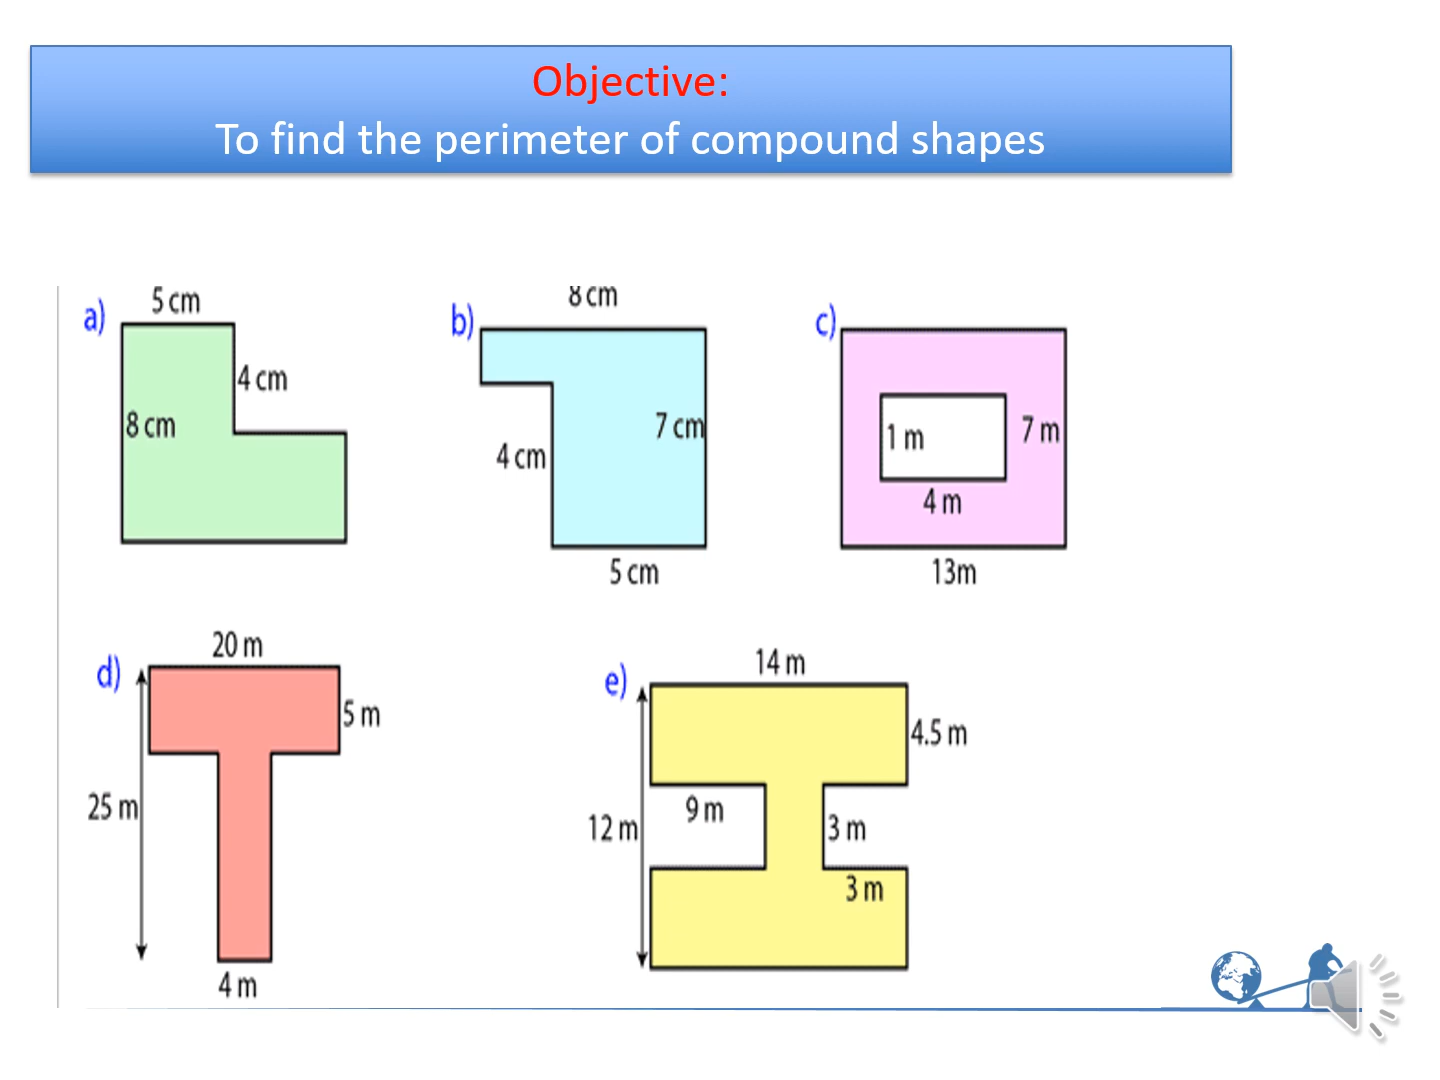 Objective:
To find the perimeter of compound shapes
5 cm
a)
4 cm
8 cm
8 cm
b)
7 cm
4 cm
5 cm
c)
1 m
7 m
4 m
13m
20 m
d)
5 m
25 m
4 m
14 m
e)
4.5 m
9 m
12 m
3 m
3 m